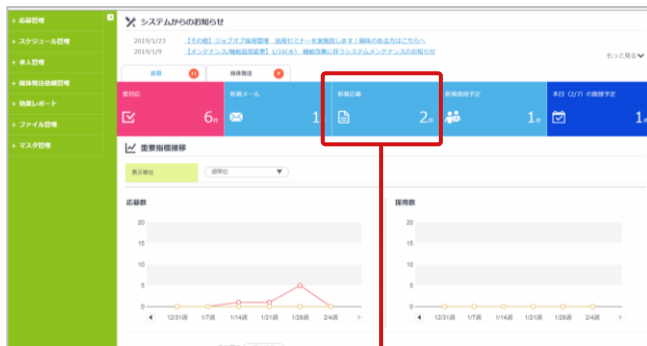 + 応募管理
+ スケジュール管理
+ 求人管理
+ 媒体発注依頼管理
+ 効果レポート
+ ファイル管理
+ マスタ管理
システムからのお知らせ
2019/1/23 【その他】ジョブオプ採用管理 活用セミナーを実施致します!興味のある方はこちらへ
2019/1/9 【メンテナンス/機能追加変更】1/16(水) 機能改善に伴うシステムメンテナンスのお知らせ
もっと見る
応募 11 媒体発注 0
要対応 6件
新着メール 1
新着応募 2件
新着面接予定 1件
本日 (2/7) の面接予定 1件
重要指標推移
表示単位 週単位 ▼
応募数
20
15
10
5
0
12/31週 1/7週 1/14週 1/21週 1/28週 2/4週 >
採用数
20
15
10
5
0
12/31週 1/7週 1/14週 1/21週 1/28週 2/4週 >